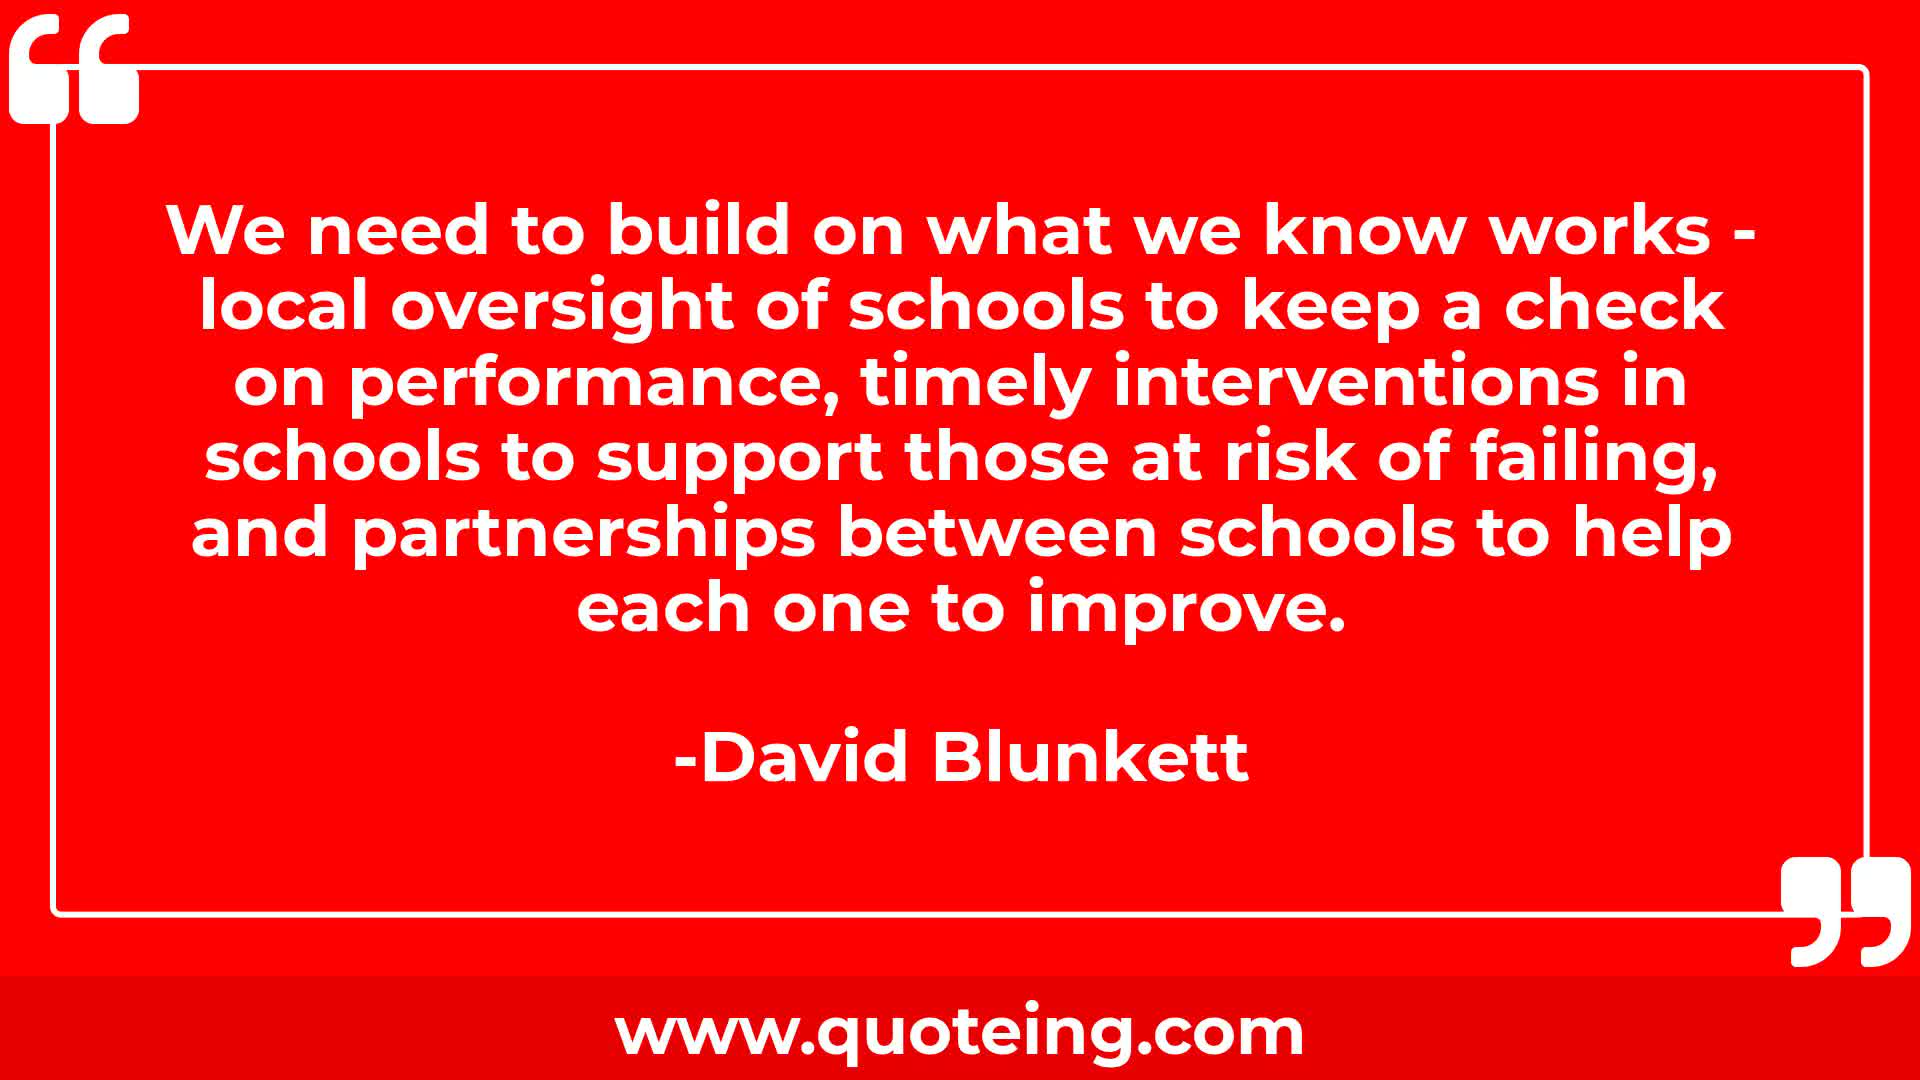 We need to build on what we know works -
local oversight of schools to keep a check
on performance, timely interventions in
schools to support those at risk of failing,
and partnerships between schools to help
each one to improve.
-David Blunkett
www.quoteing.com